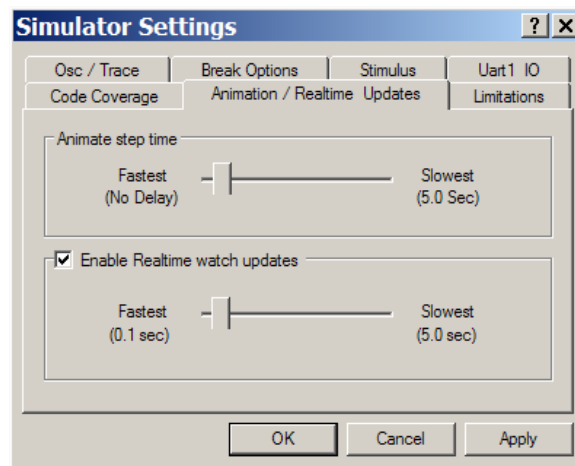 Simulator Settings
Osc / Trace Break Options Stimulus Uart1 IO
Code Coverage Animation / Realtime Updates Limitations
Animate step time
Fastest Slowest
(No Delay) (5.0 Sec)
Enable Realtime watch updates
Fastest Slowest
(0.1 sec) (5.0 sec)
OK Cancel Apply